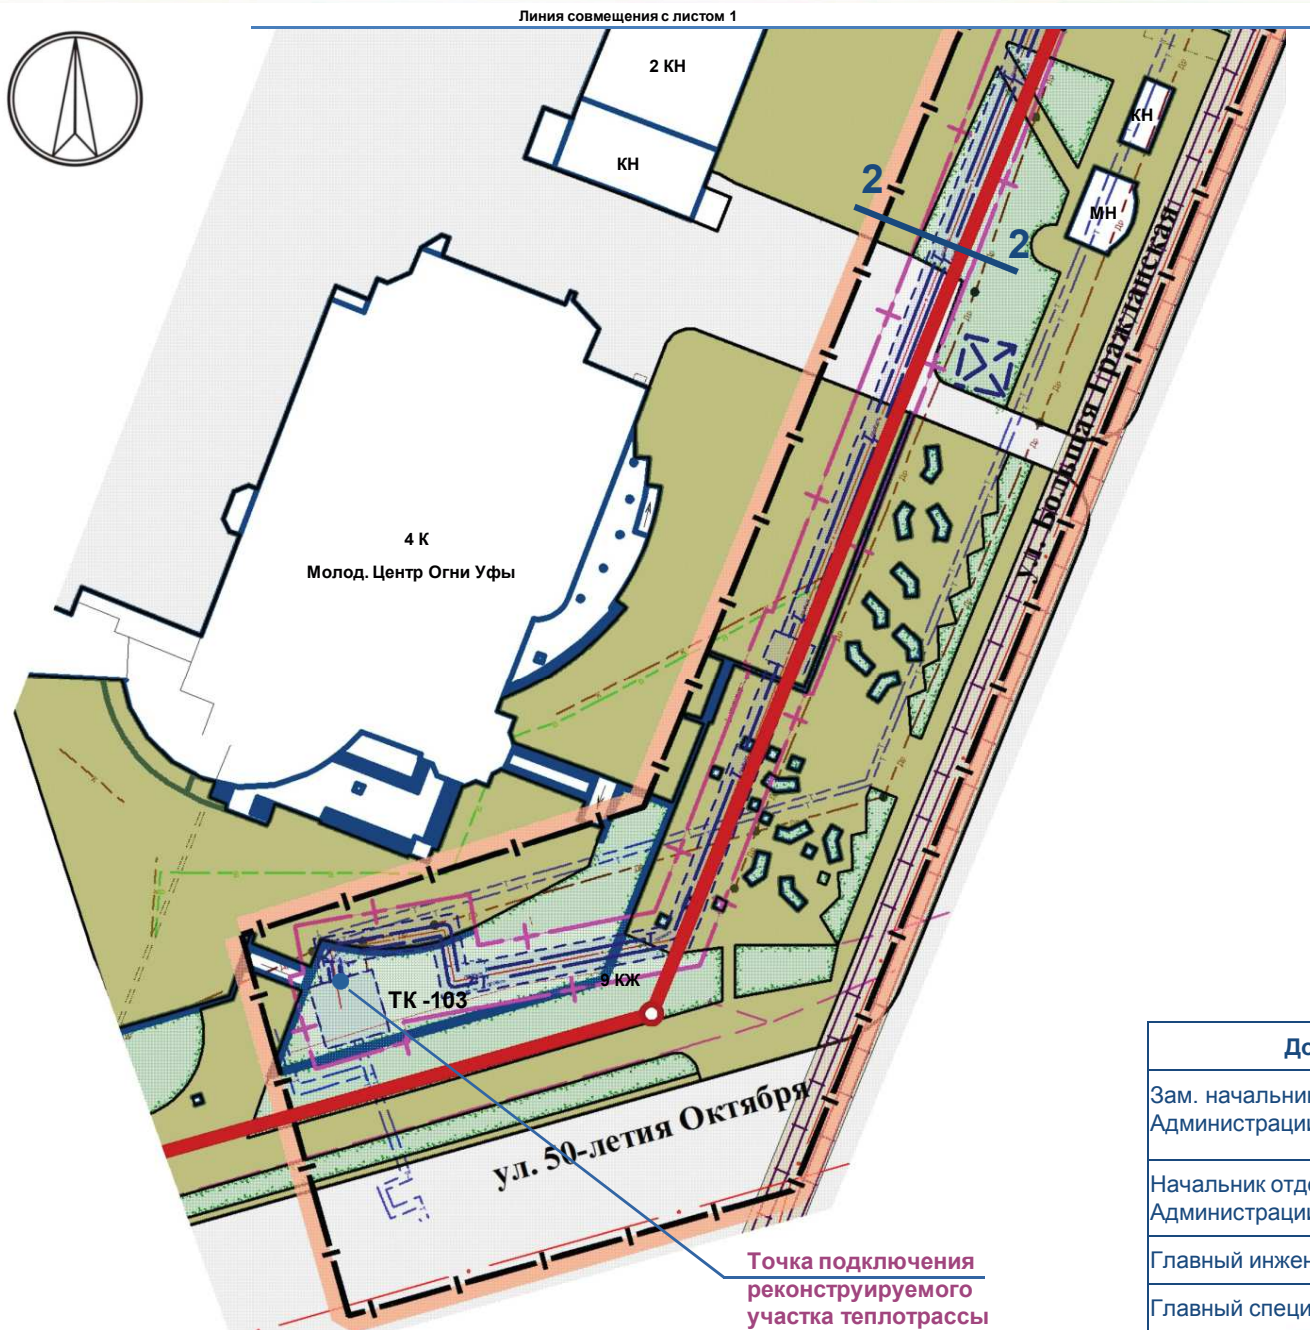 Линия совмещения с листом 1
2 КН
КН
КН
МН
2
2
ул. Большая Гражданская
4 К
Молод. Центр Огни Уфы
9 КЖ
ТК -103
ул. 50-летия Октября
Точка подключения
реконструируемого
участка теплотрассы
До
Зам. начальни
Администраци
Начальник отд
Администраци
Главный инжен
Главный специ